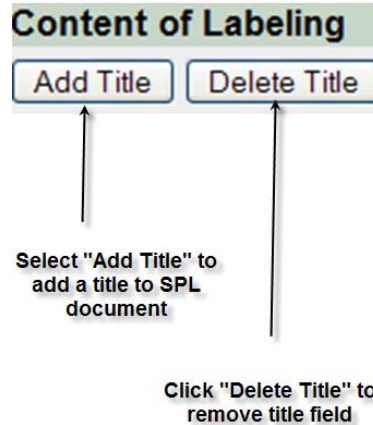 Content of Labeling
Add Title Delete Title
Select "Add Title" to
add a title to SPL
document
Click "Delete Title" to
remove title field